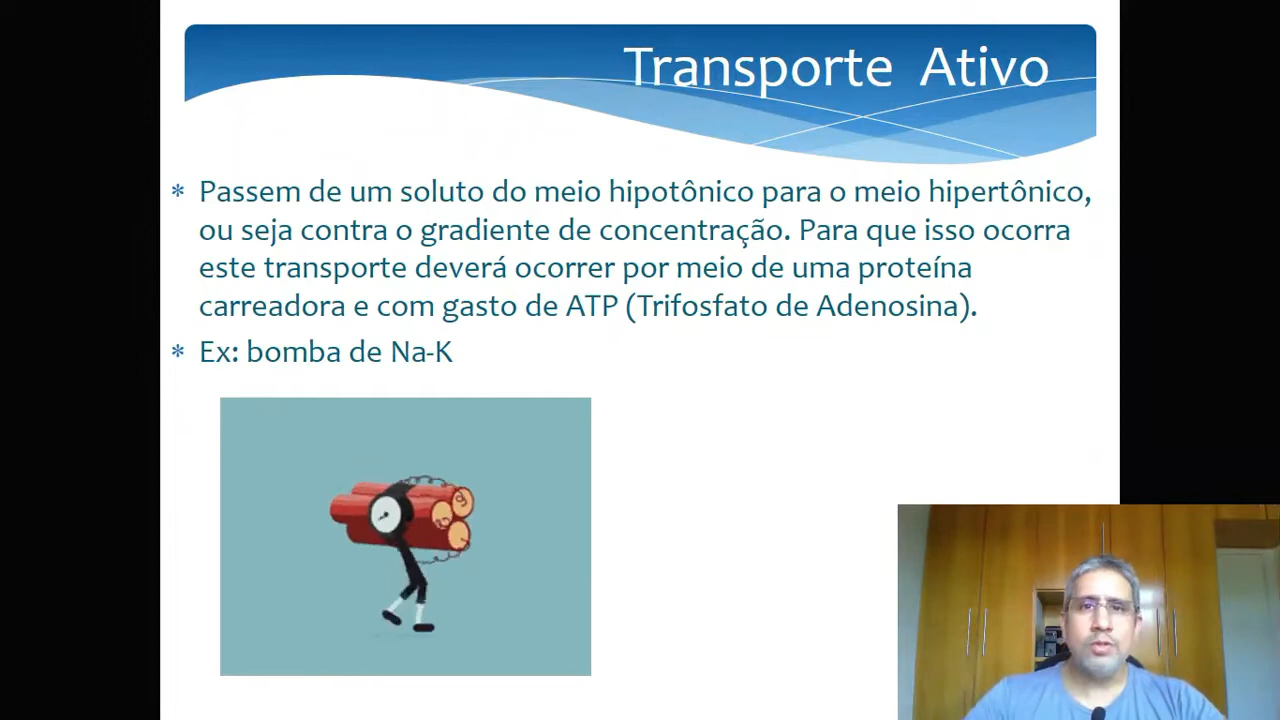 Transporte Ativo
* Passem de um soluto do meio hipotônico para o meio hipertônico,
ou seja contra o gradiente de concentração. Para que isso ocorra
este transporte deverá ocorrer por meio de uma proteína
carreadora e com gasto de ATP (Trifosfato de Adenosina).
* Ex: bomba de Na-K